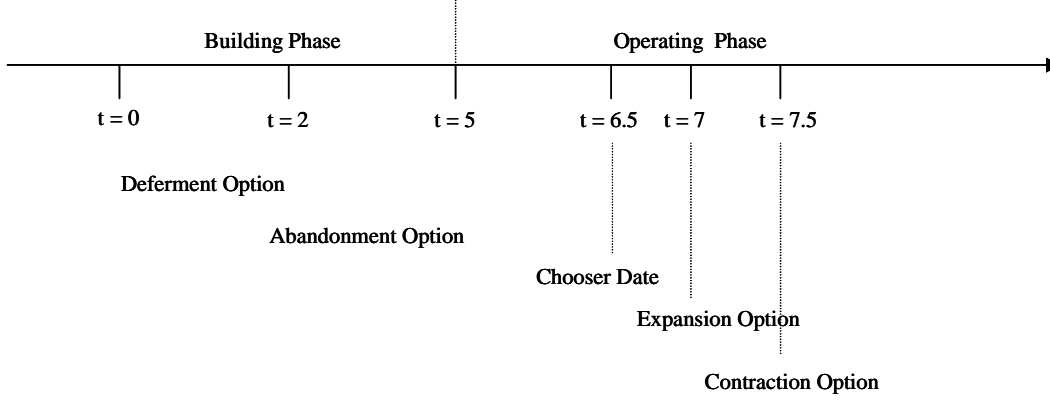 Building Phase Operating Phase
t = 0 t = 2 t = 5 t = 6.5 t = 7 t = 7.5
Deferment Option
Abandonment Option
Chooser Date
Expansion Option
Contraction Option